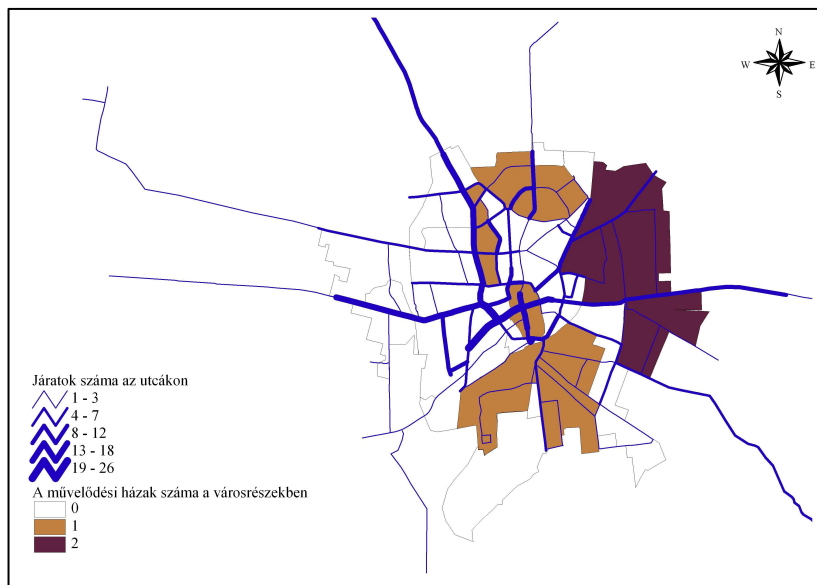 N
W E
S
Járatok száma az utcákon
1 - 3
4 - 7
8 - 12
13 - 18
19 - 26
A művelődési házak száma a városrészekben
0
1
2